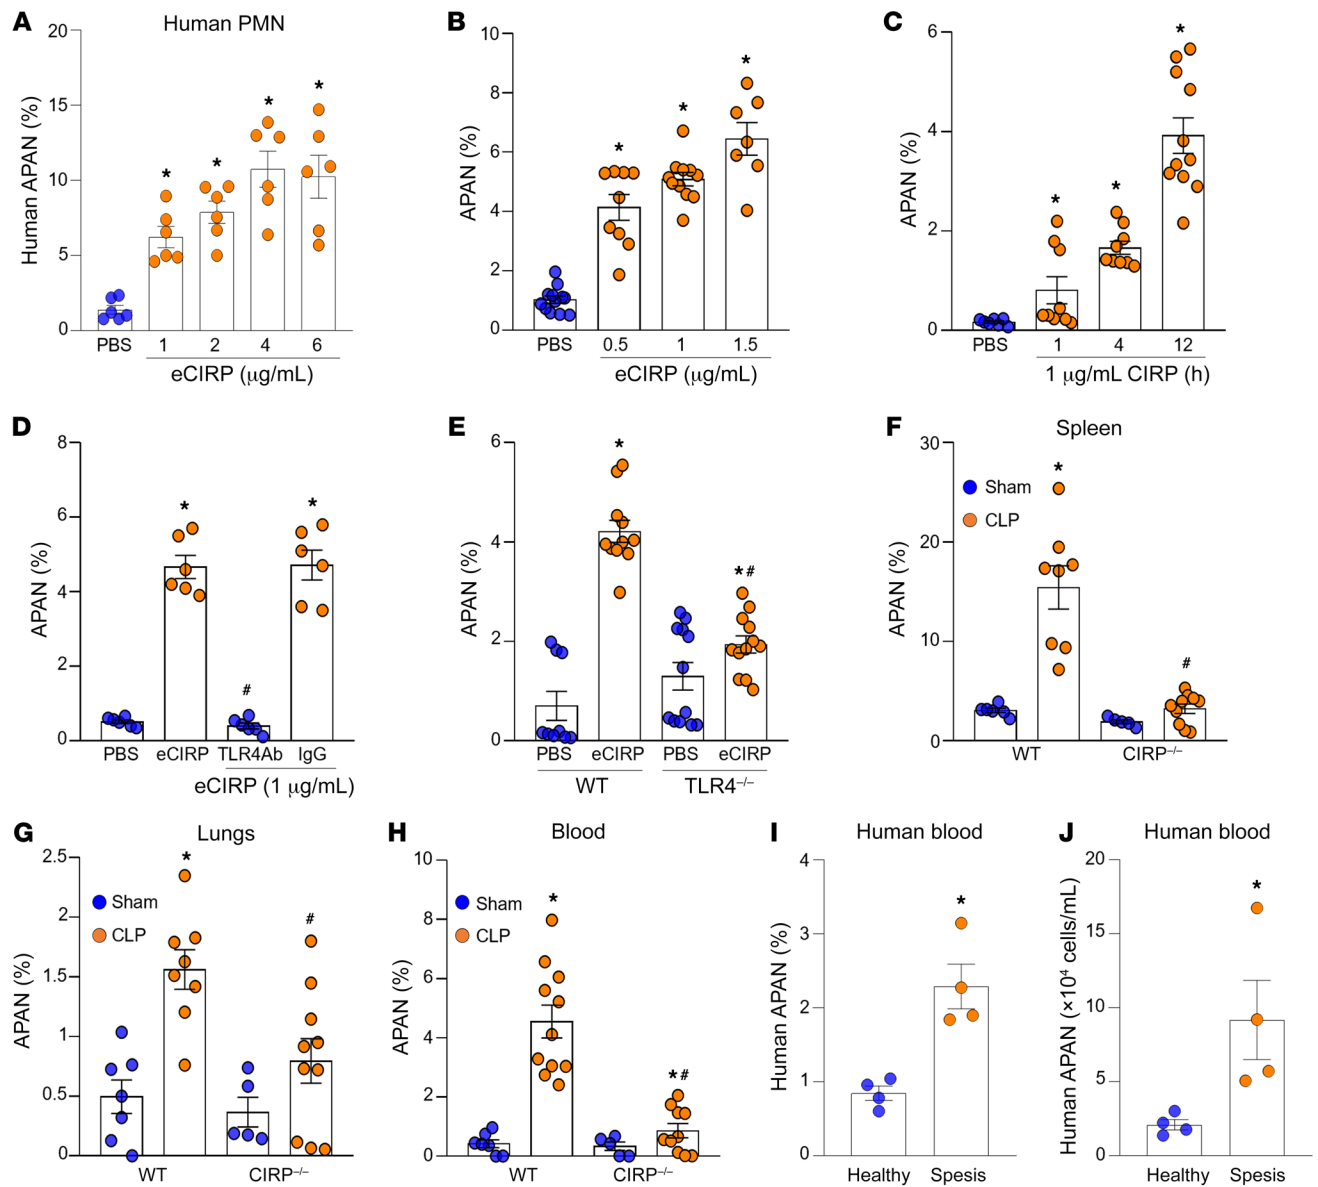 A Human PMN
Human APAN (%)
20
15
10
5
0
* * * *
PBS 1 2 4 6
eCIRP (μg/mL)
B
APAN (%)
10
8
6
4
2
0
* * *
PBS 0.5 1 1.5
eCIRP (μg/mL)
C
APAN (%)
6
4
2
0
* * *
PBS 1 4 12
1 μg/mL CIRP (h)
D
APAN (%)
8
6
4
2
0
* # *
PBS eCIRP TLR4Ab IgG
eCIRP (1 μg/mL)
E
APAN (%)
6
4
2
0
* *#
PBS eCIRP PBS eCIRP
WT TLR4⁻/⁻
F Spleen
APAN (%)
30
20
10
0
Sham
CLP
* #
WT CIRP⁻/⁻
G Lungs
APAN (%)
2.5
2
1.5
1
0.5
0
Sham
CLP
* #
WT CIRP⁻/⁻
H Blood
APAN (%)
10
8
6
4
2
0
Sham
CLP
* *#
WT CIRP⁻/⁻
I Human blood
Human APAN (%)
4
3
2
1
0
*
Healthy Spesis
J Human blood
Human APAN (×10⁴ cells/mL)
20
15
10
5
0
*
Healthy Spesis